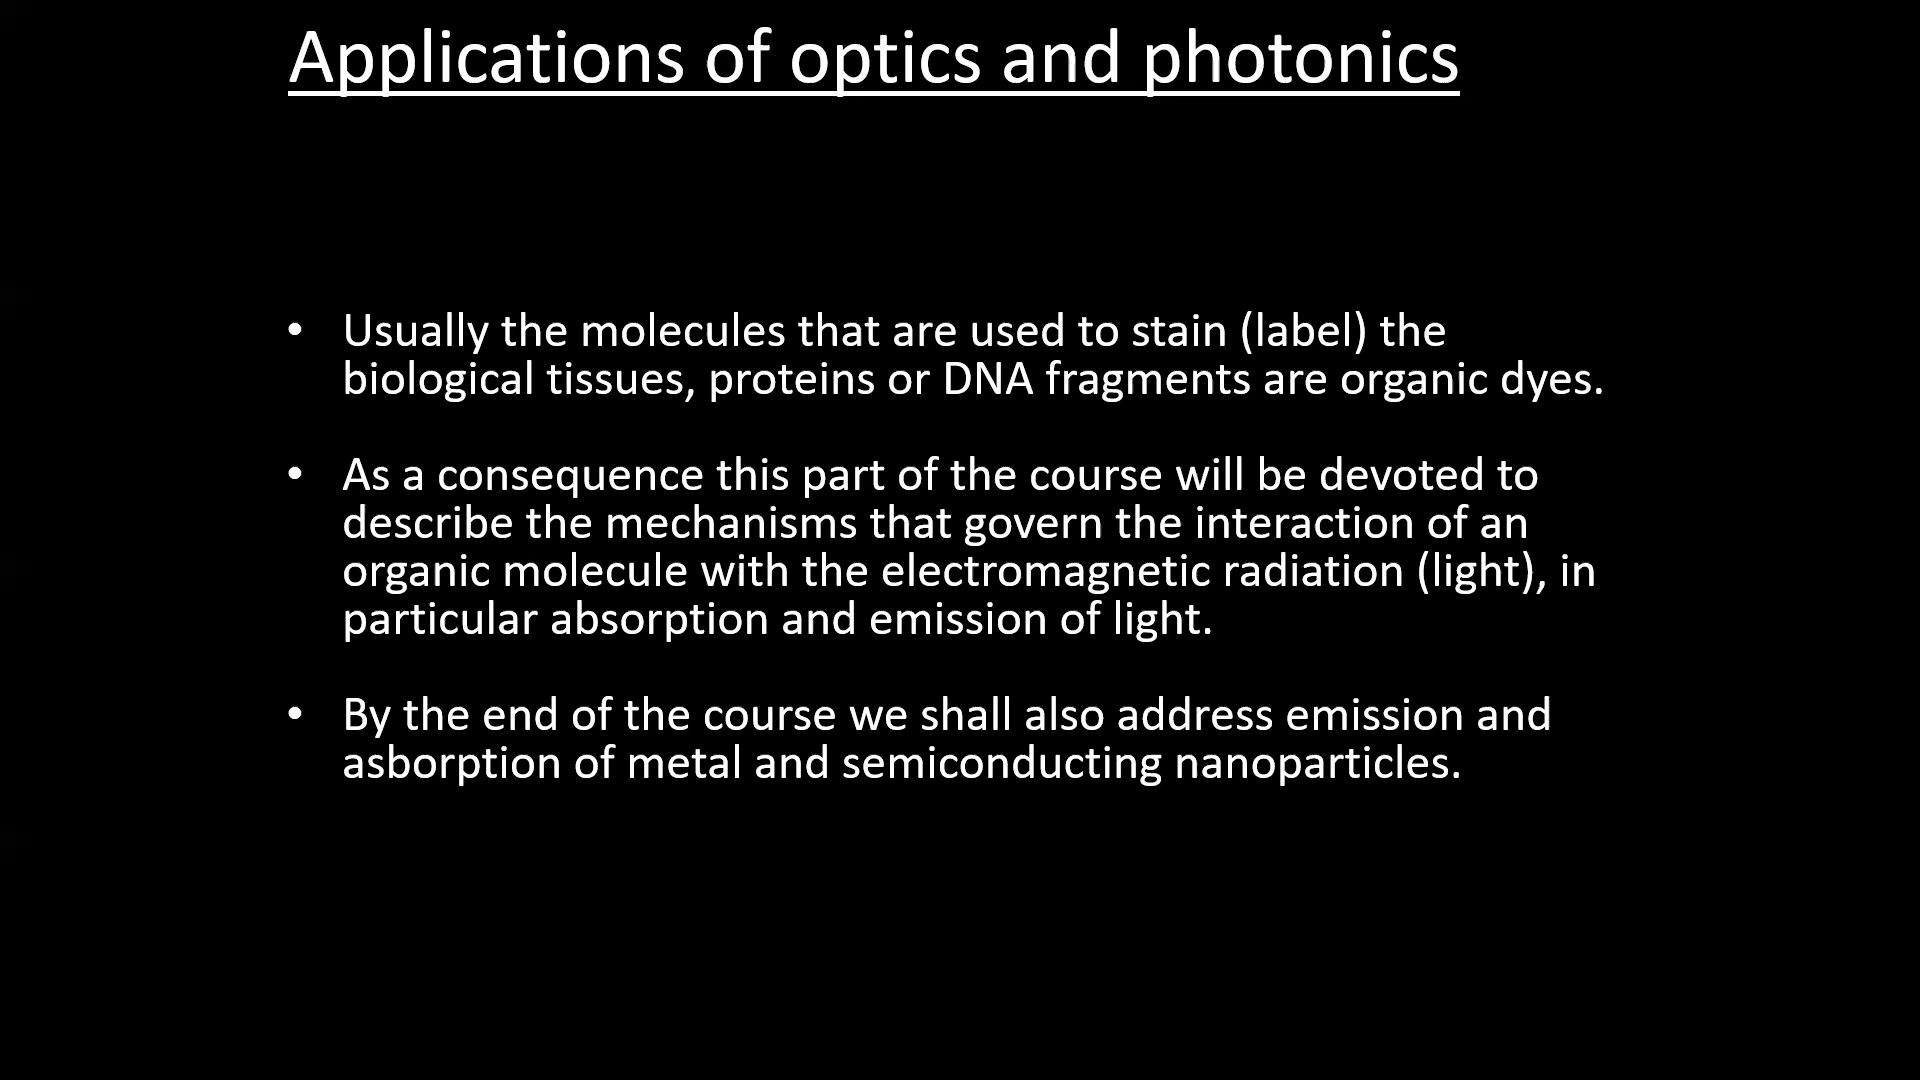 Applications of optics and photonics
• Usually the molecules that are used to stain (label) the
biological tissues, proteins or DNA fragments are organic dyes.
• As a consequence this part of the course will be devoted to
describe the mechanisms that govern the interaction of an
organic molecule with the electromagnetic radiation (light), in
particular absorption and emission of light.
• By the end of the course we shall also address emission and
asborption of metal and semiconducting nanoparticles.